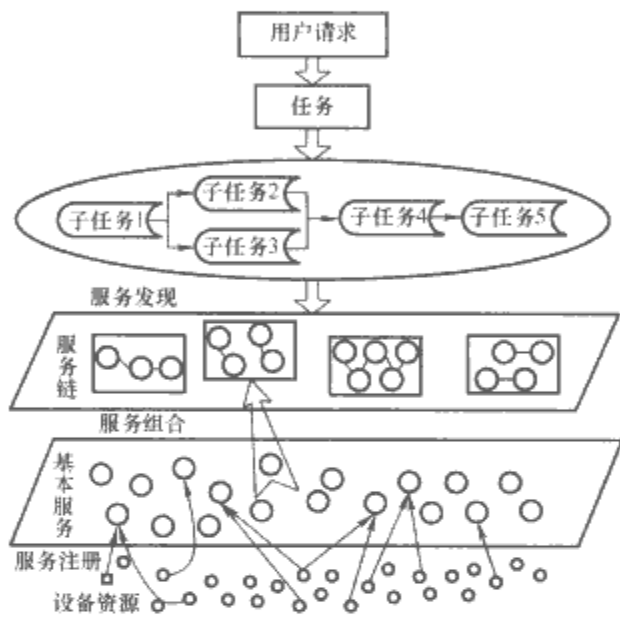 用户请求
任务
子任务2
子任务1
子任务4
子任务5
子任务3
服务发现
服务链
服务组合
基本服务
服务注册
设备资源